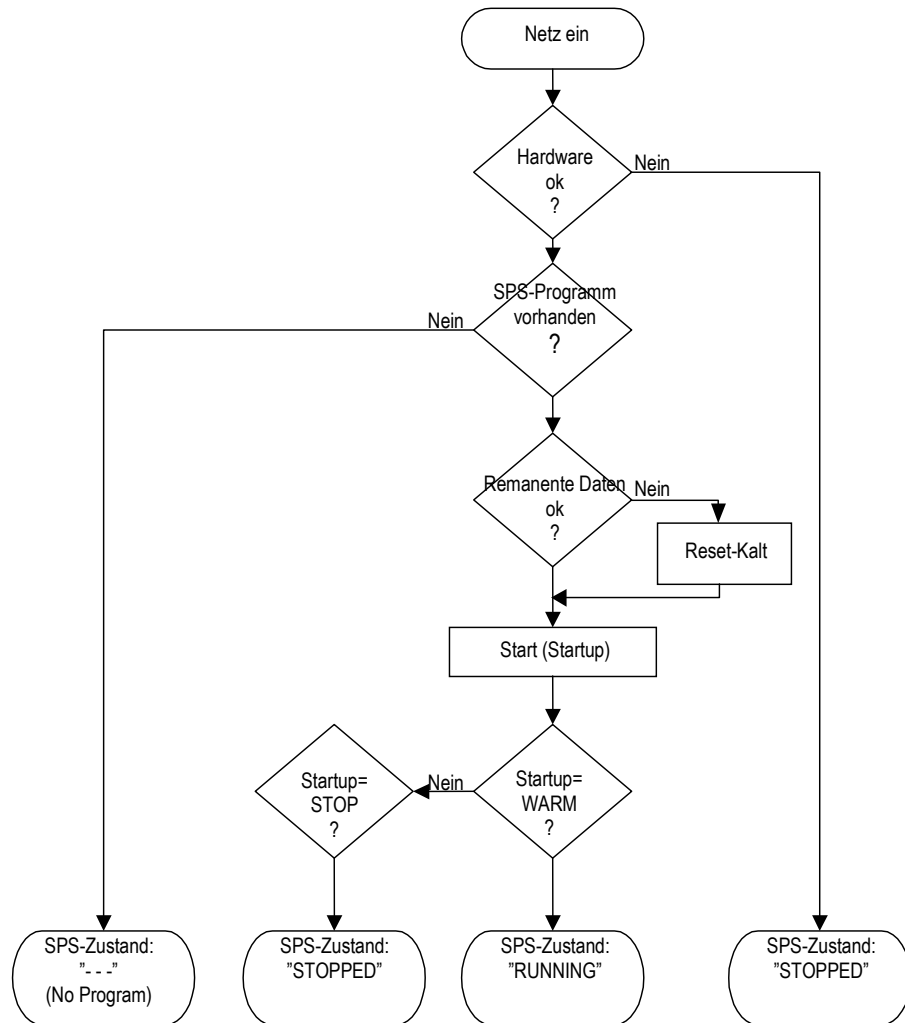 Netz ein
Hardware
ok
?
Nein
SPS-Programm
vorhanden
?
Nein
Remanente Daten
ok
?
Nein
Reset-Kalt
Start (Startup)
Startup=
WARM
?
Nein
Startup=
STOP
?
SPS-Zustand:
"- - -"
(No Program)
SPS-Zustand:
"STOPPED"
SPS-Zustand:
"RUNNING"
SPS-Zustand:
"STOPPED"